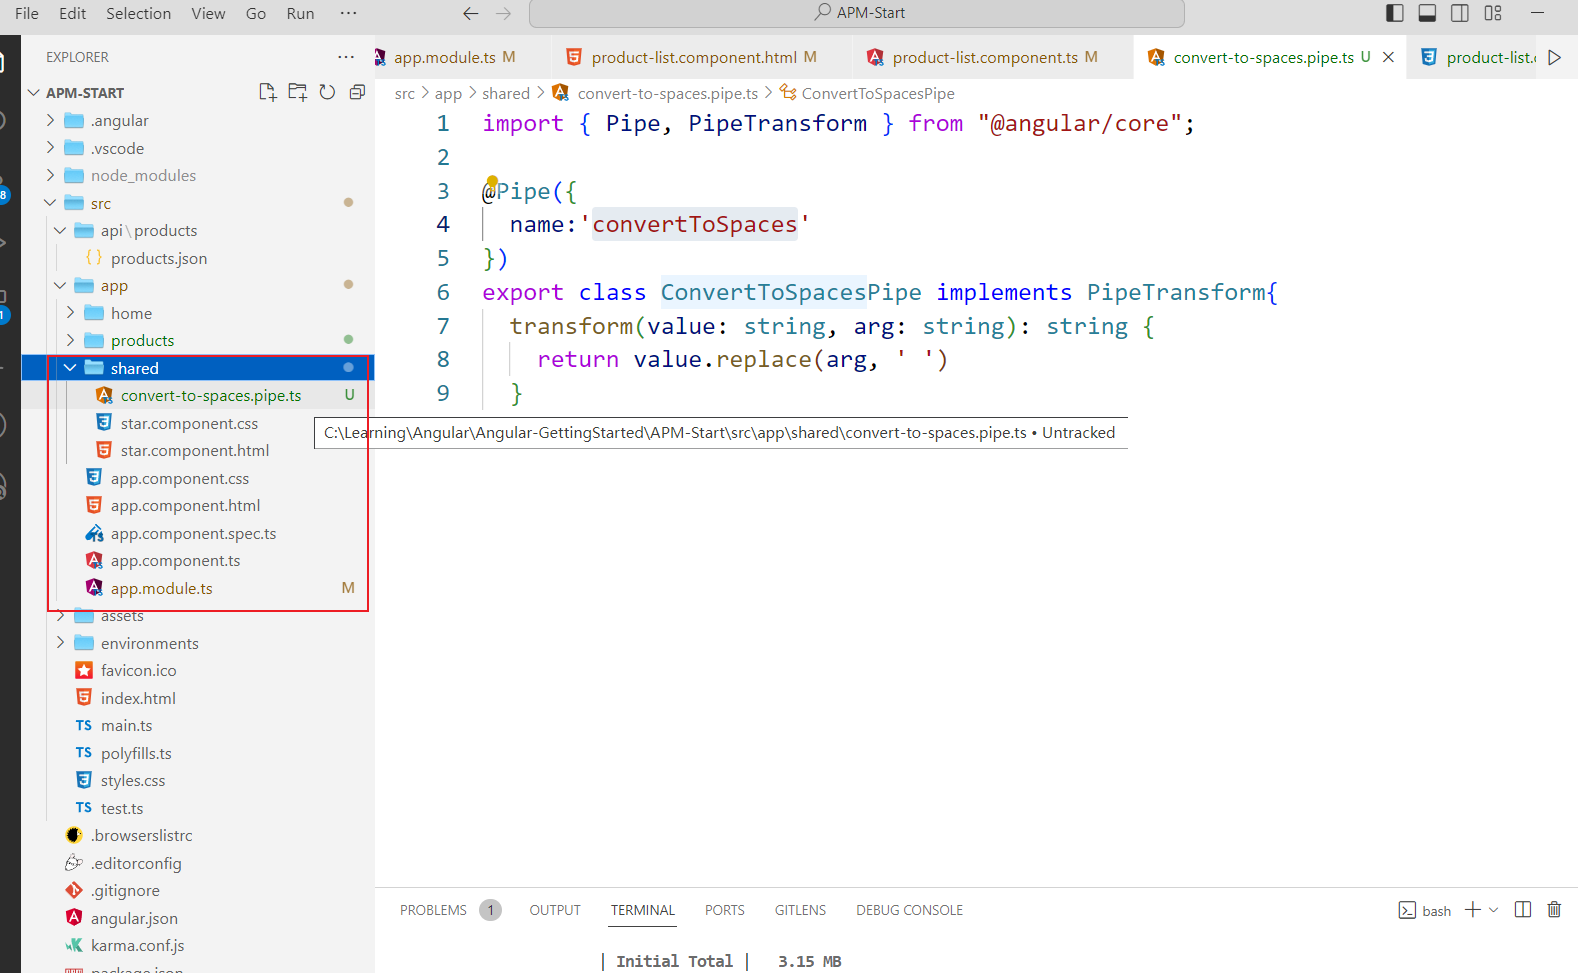 File Edit Selection View Go Run ··· ← → APM-Start
EXPLORER ···
APM-START
.angular
.vscode
node_modules
src
api\products
products.json
app
home
products
shared
convert-to-spaces.pipe.ts U
star.component.css
star.component.html
app.component.css
app.component.html
app.component.spec.ts
app.component.ts
app.module.ts M
assets
environments
favicon.ico
index.html
TS main.ts
TS polyfills.ts
styles.css
TS test.ts
.browserslistrc
.editorconfig
.gitignore
angular.json
karma.conf.js
package.json
app.module.ts M product-list.component.html M product-list.component.ts M convert-to-spaces.pipe.ts U product-list.
src > app > shared > convert-to-spaces.pipe.ts > ConvertToSpacesPipe
1 import { Pipe, PipeTransform } from "@angular/core";
2
3 @Pipe({
4 name:'convertToSpaces'
5 })
6 export class ConvertToSpacesPipe implements PipeTransform{
7 transform(value: string, arg: string): string {
8 return value.replace(arg, ' ')
9 }
C:\Learning\Angular\Angular-GettingStarted\APM-Start\src\app\shared\convert-to-spaces.pipe.ts • Untracked
PROBLEMS 1 OUTPUT TERMINAL PORTS GITLENS DEBUG CONSOLE bash
| Initial Total | 3.15 MB